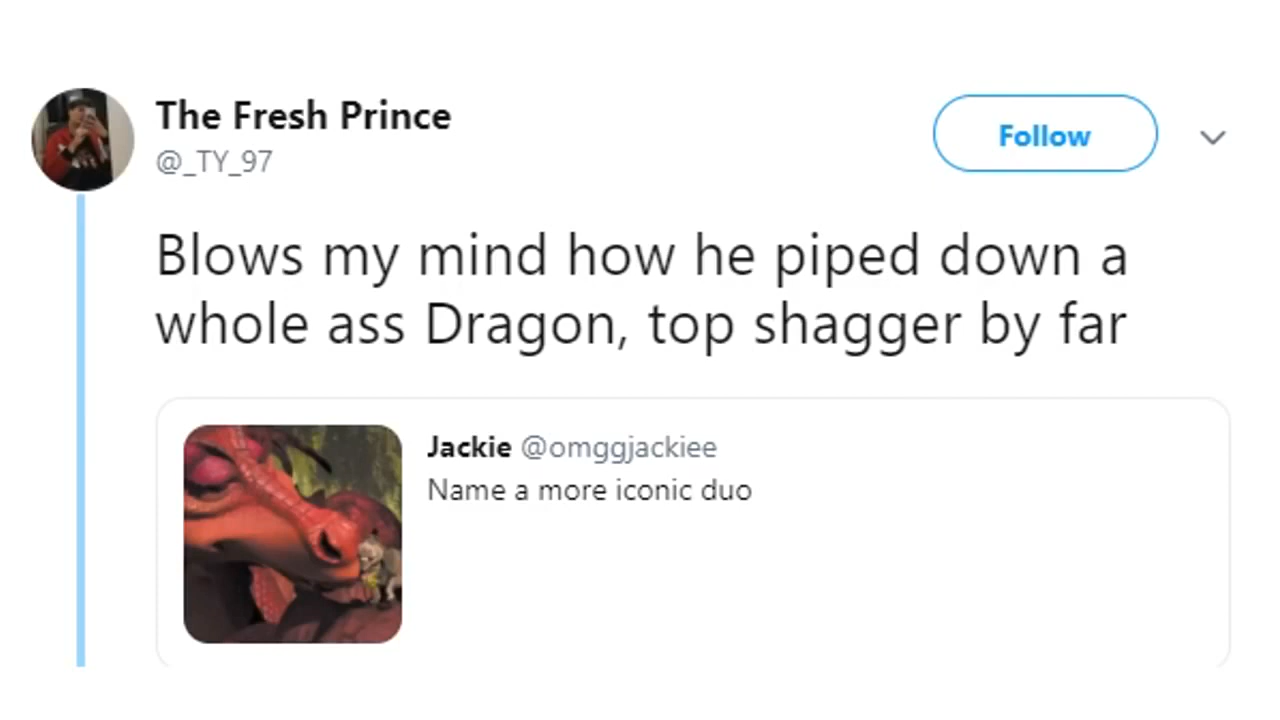 The Fresh Prince
@_TY_97
Follow
Blows my mind how he piped down a
whole ass Dragon, top shagger by far
Jackie @omggjackiee
Name a more iconic duo